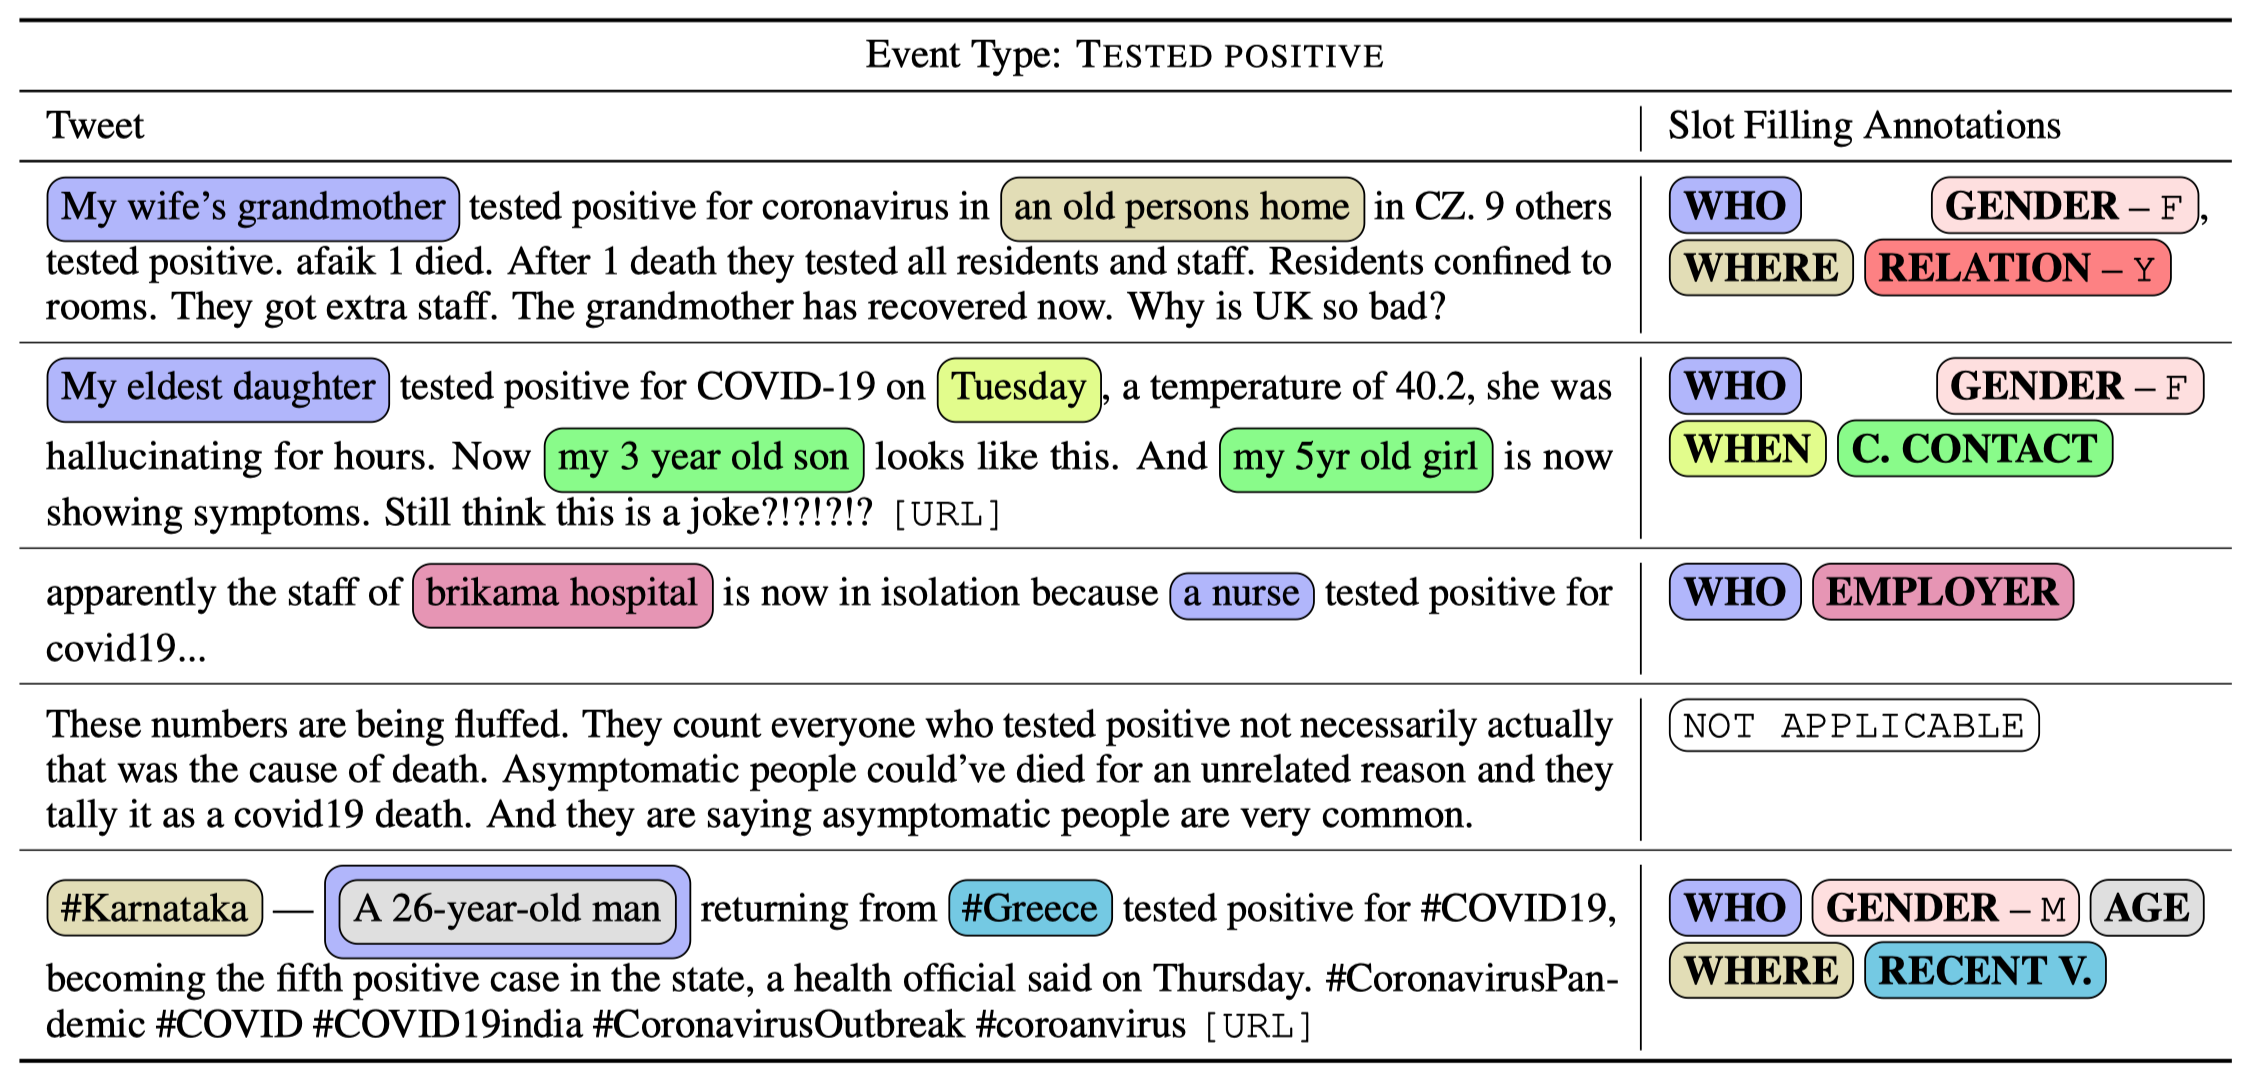 Event Type: TESTED POSITIVE
Tweet
Slot Filling Annotations
My wife’s grandmother tested positive for coronavirus in an old persons home in CZ. 9 others
tested positive. afaik 1 died. After 1 death they tested all residents and staff. Residents confined to
rooms. They got extra staff. The grandmother has recovered now. Why is UK so bad?
WHO GENDER – F,
WHERE RELATION – Y
My eldest daughter tested positive for COVID-19 on Tuesday, a temperature of 40.2, she was
hallucinating for hours. Now my 3 year old son looks like this. And my 5yr old girl is now
showing symptoms. Still think this is a joke?!?!?!? [URL]
WHO GENDER – F
WHEN C. CONTACT
apparently the staff of brikama hospital is now in isolation because a nurse tested positive for
covid19...
WHO EMPLOYER
These numbers are being fluffed. They count everyone who tested positive not necessarily actually
that was the cause of death. Asymptomatic people could’ve died for an unrelated reason and they
tally it as a covid19 death. And they are saying asymptomatic people are very common.
NOT APPLICABLE
#Karnataka — A 26-year-old man returning from #Greece tested positive for #COVID19,
becoming the fifth positive case in the state, a health official said on Thursday. #CoronavirusPan-
demic #COVID #COVID19india #CoronavirusOutbreak #coroanvirus [URL]
WHO GENDER – M AGE
WHERE RECENT V.